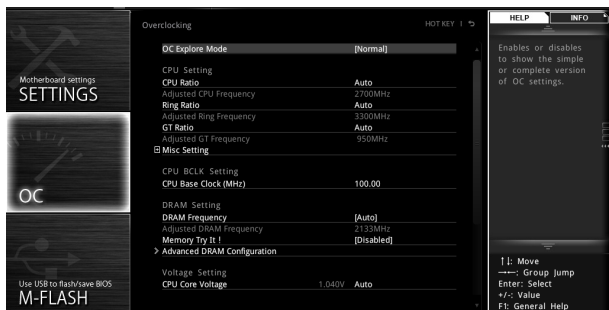 Overclocking
HOT KEY |
HELP
INFO
OC Explore Mode [Normal]
CPU Setting
CPU Ratio Auto
Adjusted CPU Frequency 2700MHz
Ring Ratio Auto
Adjusted Ring Frequency 3300MHz
GT Ratio Auto
Adjusted GT Frequency 950MHz
Misc Setting
CPU BCLK Setting
CPU Base Clock (MHz) 100.00
DRAM Setting
DRAM Frequency [Auto]
Adjusted DRAM Frequency 2133MHz
Memory Try It ! [Disabled]
> Advanced DRAM Configuration
Voltage Setting
CPU Core Voltage 1.040V Auto
Motherboard settings
SETTINGS
OC
Use USB to flash/save BIOS
M-FLASH
Enables or disables
to show the simple
or complete version
of OC settings.
↑↓: Move
→←: Group Jump
Enter: Select
+/-: Value
F1: General Help